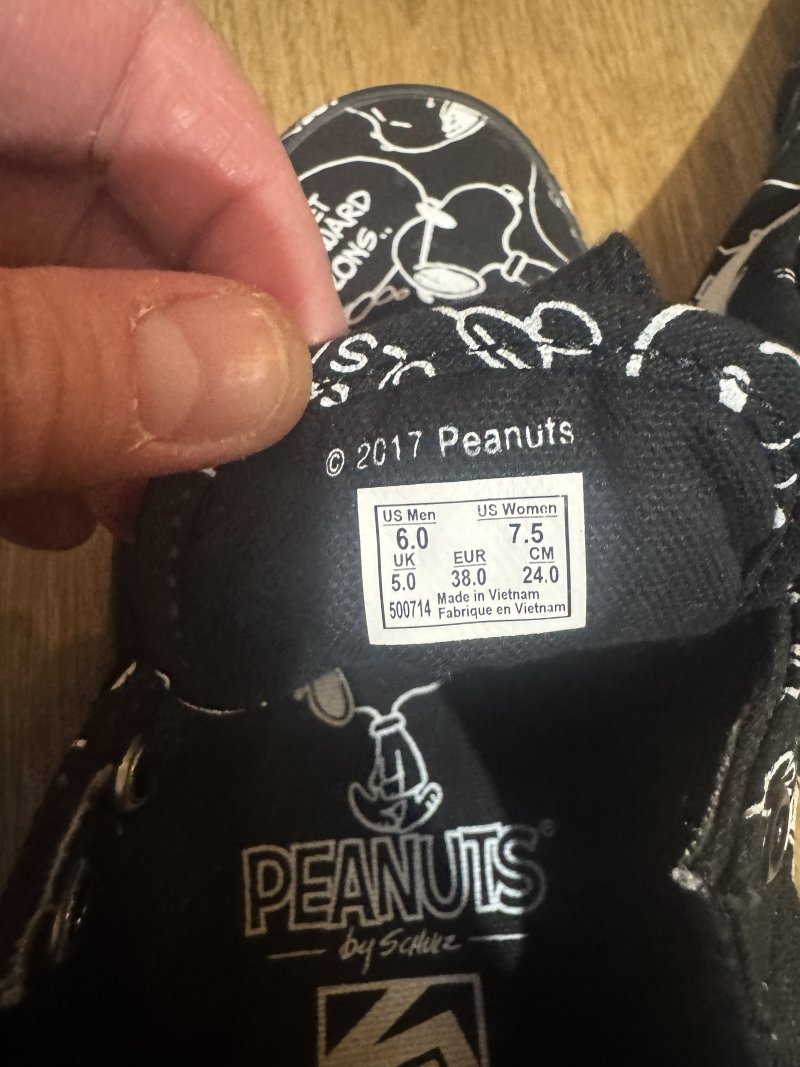 © 2017 Peanuts
US Men US Women
6.0 7.5
UK EUR CM
5.0 38.0 24.0
500714 Made in Vietnam
Fabrique en Vietnam
PEANUTS®
by SCHULZ